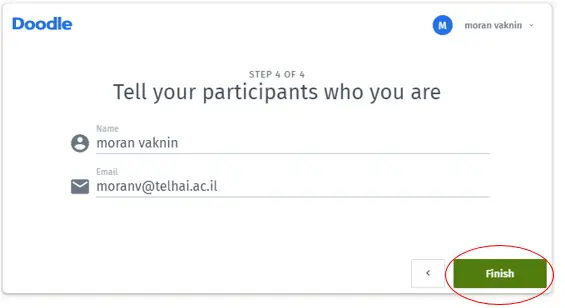 Doodle
M moran vaknin
STEP 4 OF 4
Tell your participants who you are
Name
moran vaknin
Email
moranv@telhai.ac.il
Finish